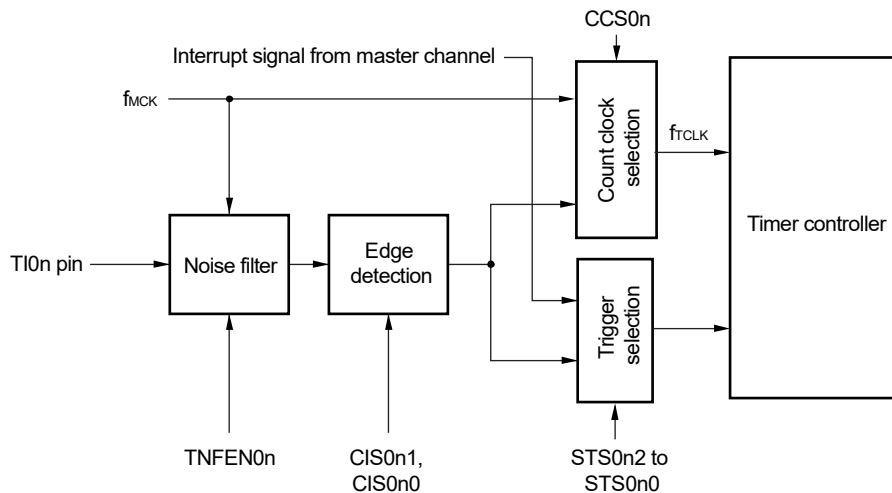 CCS0n
Interrupt signal from master channel
fMCK
Count clock
selection
fTCLK
Timer controller
TI0n pin
Noise filter
Edge
detection
Trigger
selection
TNFEN0n
CIS0n1,
CIS0n0
STS0n2 to
STS0n0